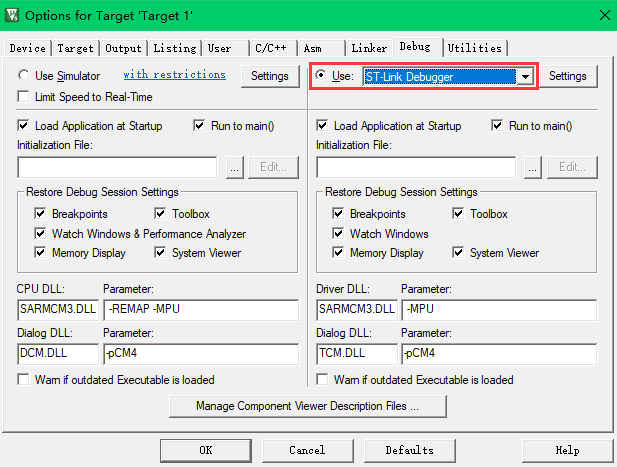 Options for Target 'Target 1'
Device Target Output Listing User C/C++ Asm Linker Debug Utilities
Use Simulator with restrictions Settings Use: ST-Link Debugger Settings
Limit Speed to Real-Time
Load Application at Startup Run to main() Load Application at Startup Run to main()
Initialization File: Initialization File:
... Edit... ... Edit...
Restore Debug Session Settings Restore Debug Session Settings
Breakpoints Toolbox Breakpoints Toolbox
Watch Windows & Performance Analyzer Watch Windows
Memory Display System Viewer Memory Display System Viewer
CPU DLL: Parameter: Driver DLL: Parameter:
SARMCM3.DLL -REMAP -MPU SARMCM3.DLL -MPU
Dialog DLL: Parameter: Dialog DLL: Parameter:
DCM.DLL -pCM4 TCM.DLL -pCM4
Warn if outdated Executable is loaded Warn if outdated Executable is loaded
Manage Component Viewer Description Files ...
OK Cancel Defaults Help